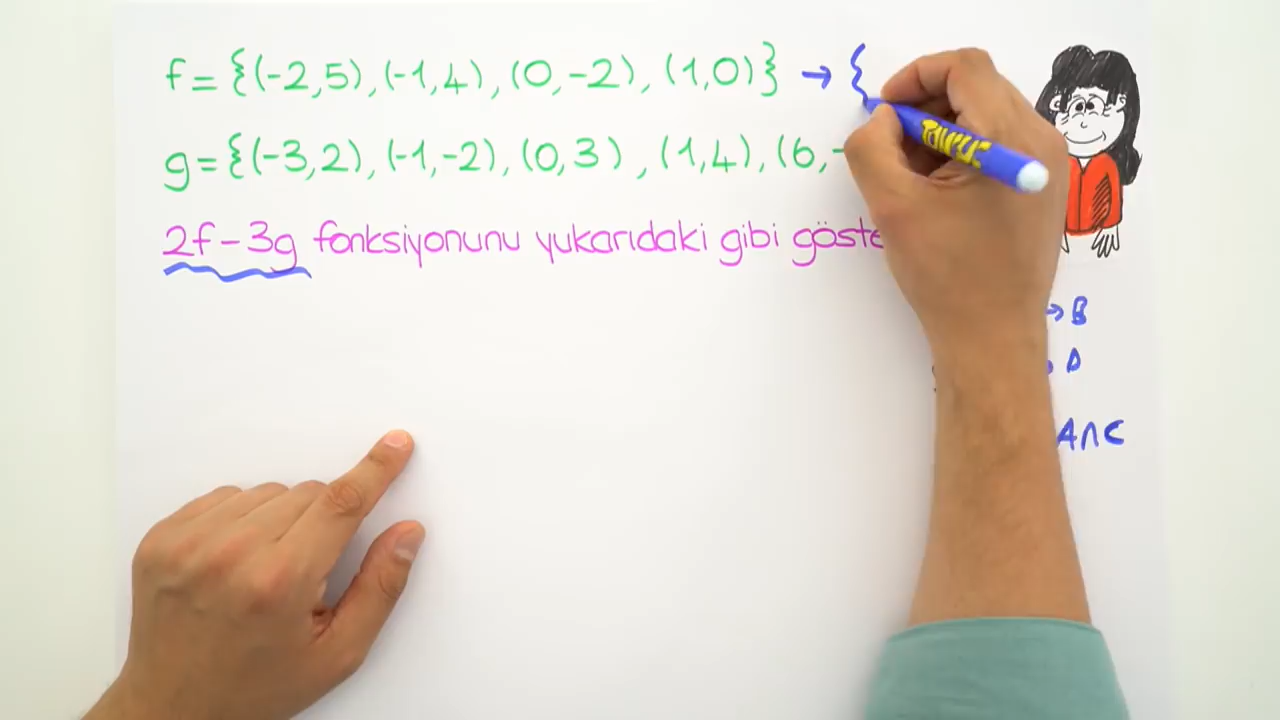 f = {(-2,5), (-1,4), (0,-2), (1,0)} → {
g = {(-3,2), (-1,-2), (0,3), (1,4), (6,-
2f - 3g fonksiyonunu yukarıdaki gibi göste
→ B
D
A∩C